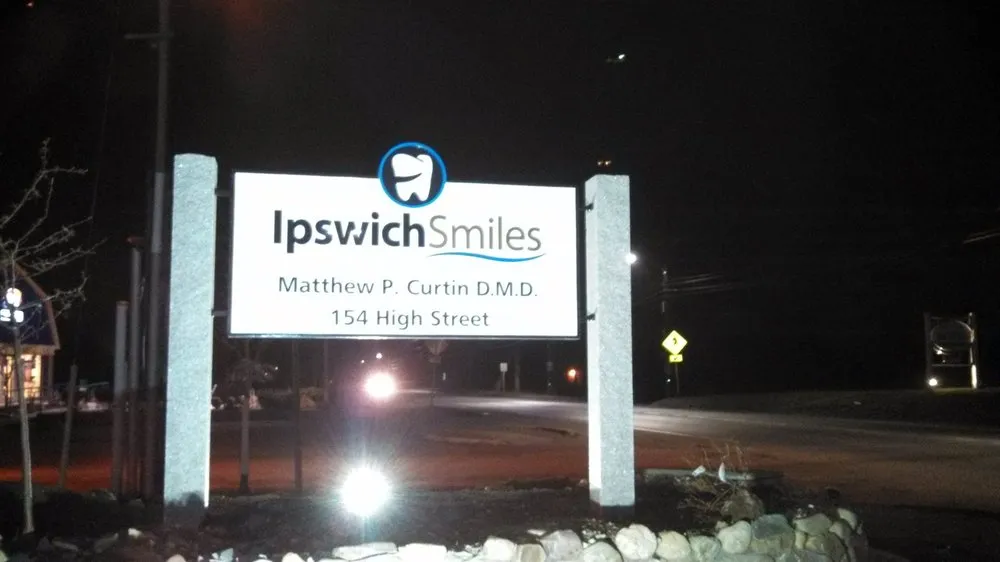 IpswichSmiles
Matthew P. Curtin D.M.D.
154 High Street